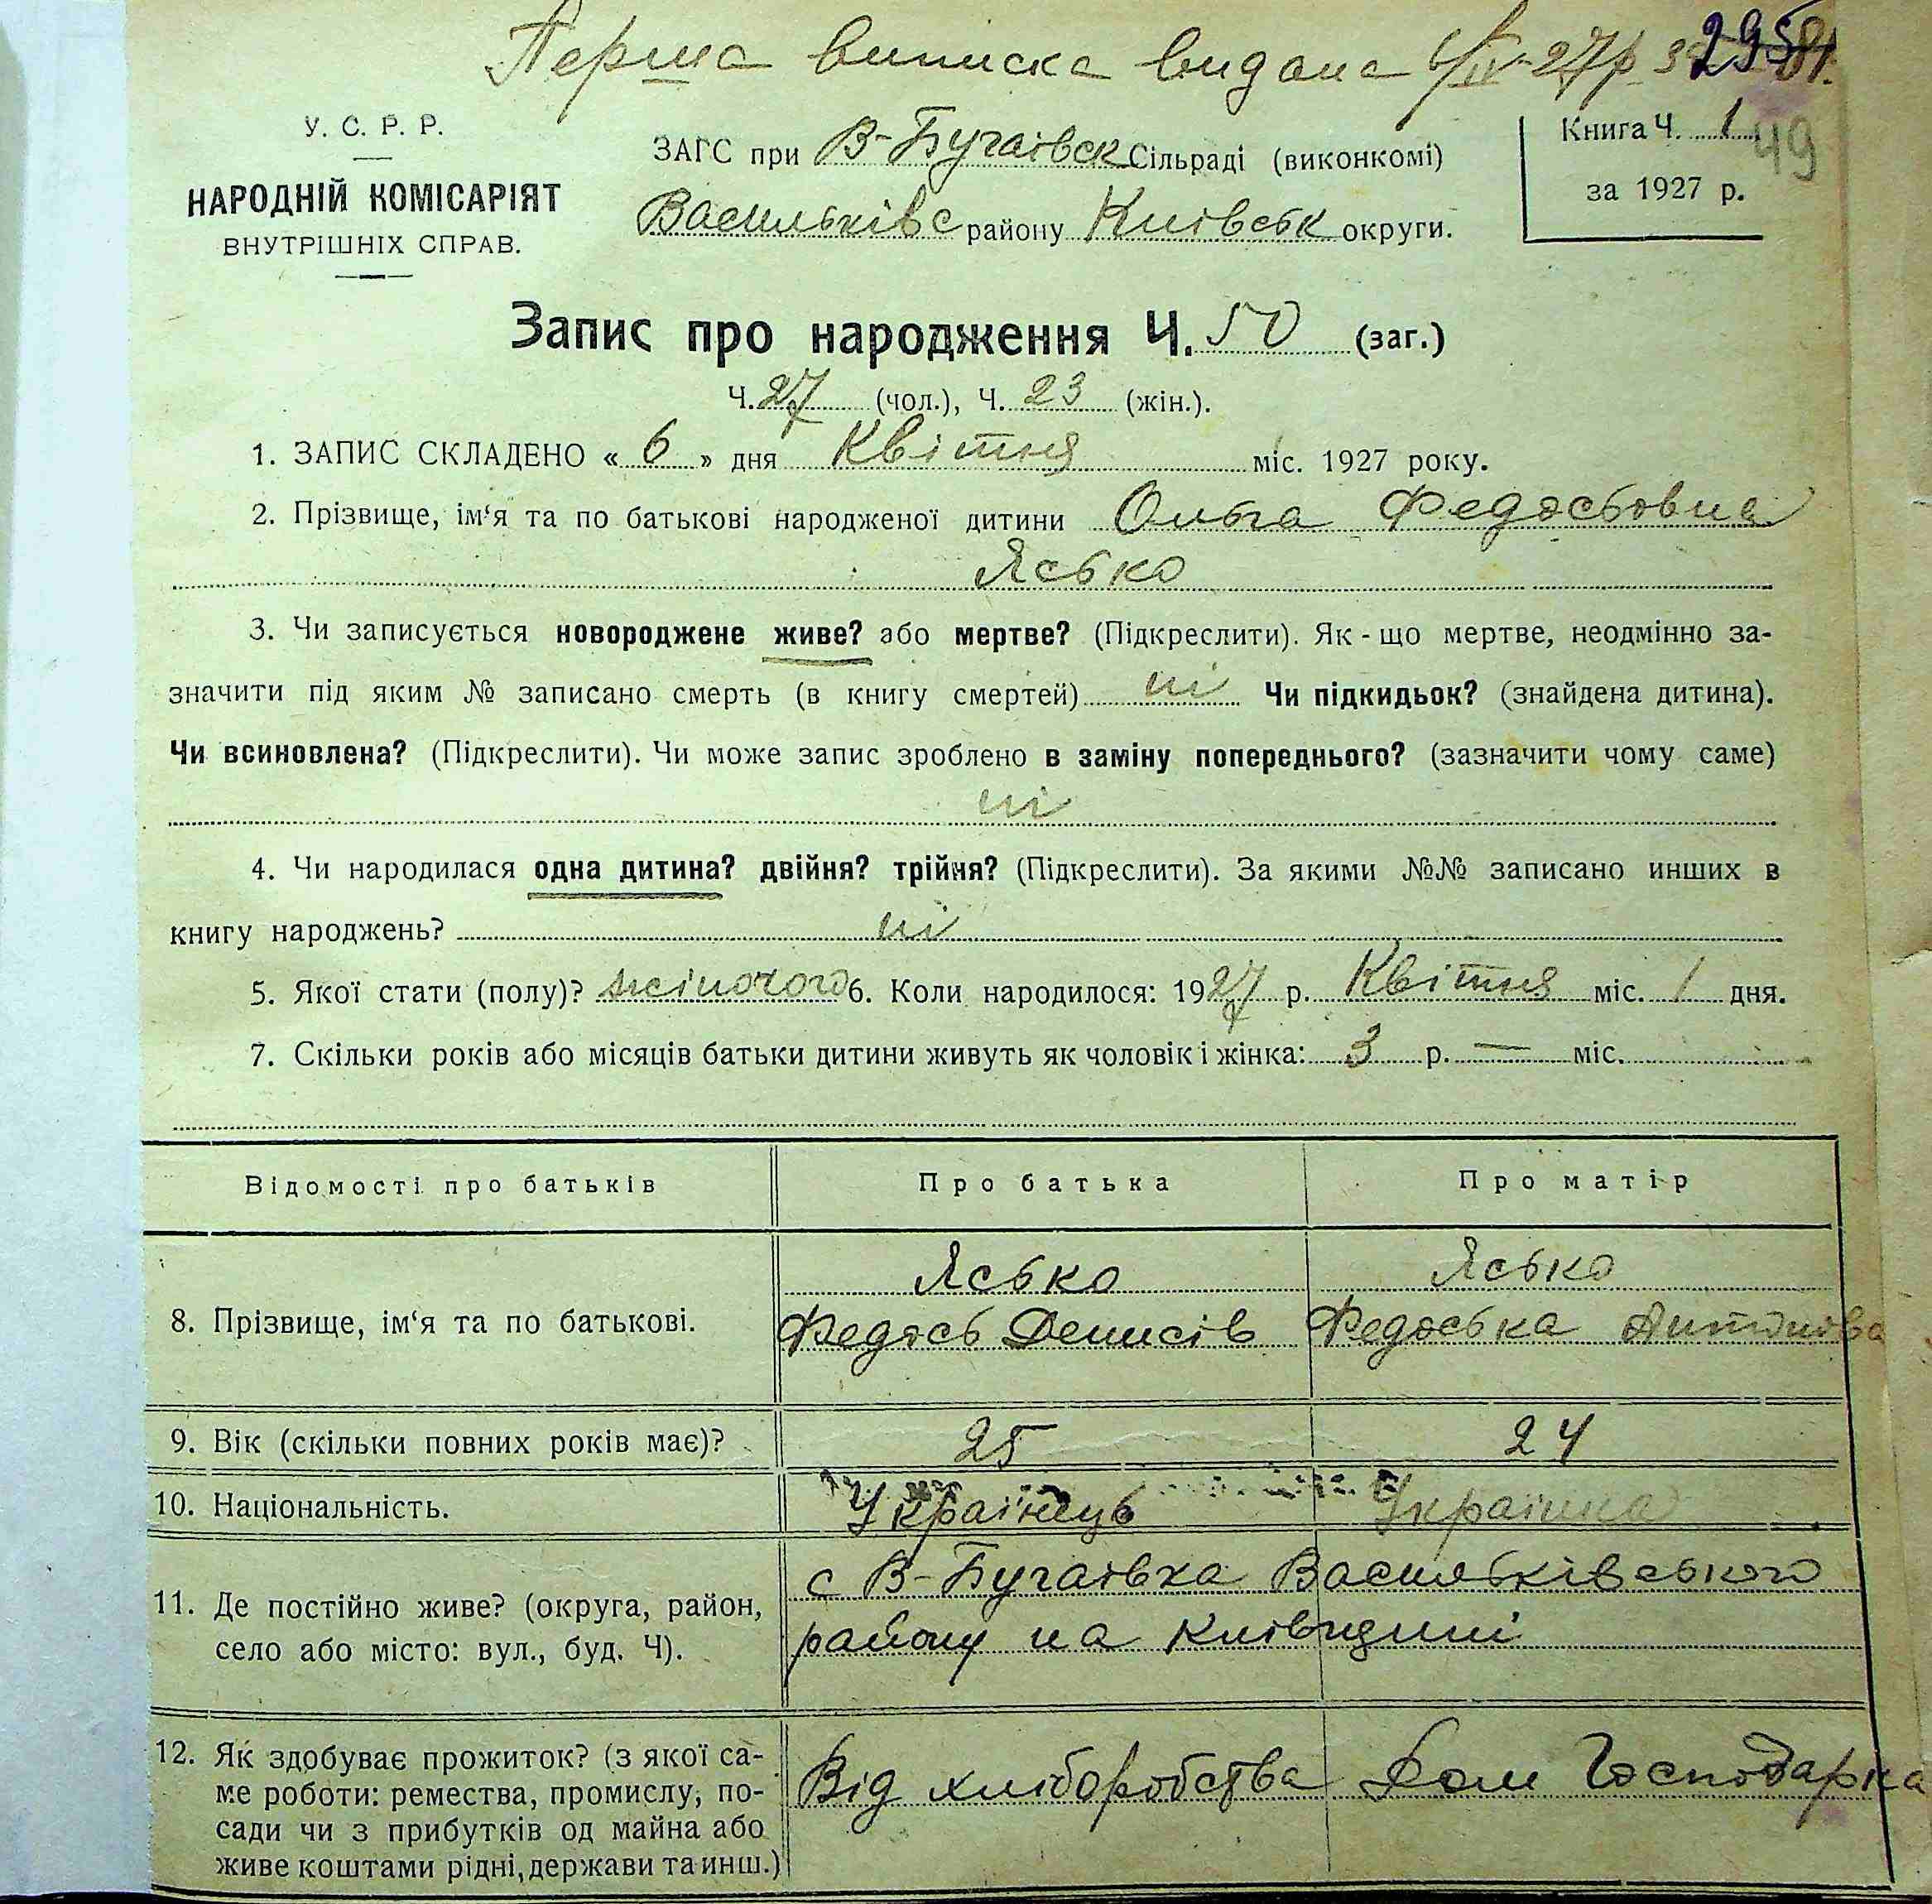 Перша виписка видана 6/IV-27р 295
У. С. Р. Р.
НАРОДНІЙ КОМІСАРІЯТ
ВНУТРІШНІХ СПРАВ.
ЗАГС при В-Бугаївск Сільраді (виконкомі)
Васильківс району Київськ округи.
Книга Ч. 1
49
за 1927 р.
Запис про народження Ч. 50 (заг.)
Ч. 27 (чол.), Ч. 23 (жін.).
1. ЗАПИС СКЛАДЕНО « 6 » дня Квітня міс. 1927 року.
2. Прізвище, ім‘я та по батькові народженої дитини Ольга Федосьовна
Ясько
3. Чи записується новороджене живе? або мертве? (Підкреслити). Як-що мертве, неодмінно за-
значити під яким № записано смерть (в книгу смертей) ні Чи підкидьок? (знайдена дитина).
Чи всиновлена? (Підкреслити). Чи може запис зроблено в заміну попереднього? (зазначити чому саме)
ні
4. Чи народилася одна дитина? двійня? трійня? (Підкреслити). За якими №№ записано инших в
книгу народжень? ні
5. Якої стати (полу)? жіночого 6. Коли народилося: 1927 р. Квітня міс. 1 дня.
7. Скільки років або місяців батьки дитини живуть як чоловік і жінка: 3 р. — міс.
Відомості про батьків Про батька Про матір
Ясько Ясько
8. Прізвище, ім‘я та по батькові. Федось Денисів Федоська Антонова
9. Вік (скільки повних років має)? 25 24
10. Національність. Українець Українка
с В-Бугаївка Васильківського
11. Де постійно живе? (округа, район,
село або місто: вул., буд. Ч). району на Київщині
12. Як здобуває прожиток? (з якої са- Від хліборобства Дом Господарка
ме роботи: ремества, промислу, по-
сади чи з прибутків од майна або
живе коштами рідні, держави та инш.)